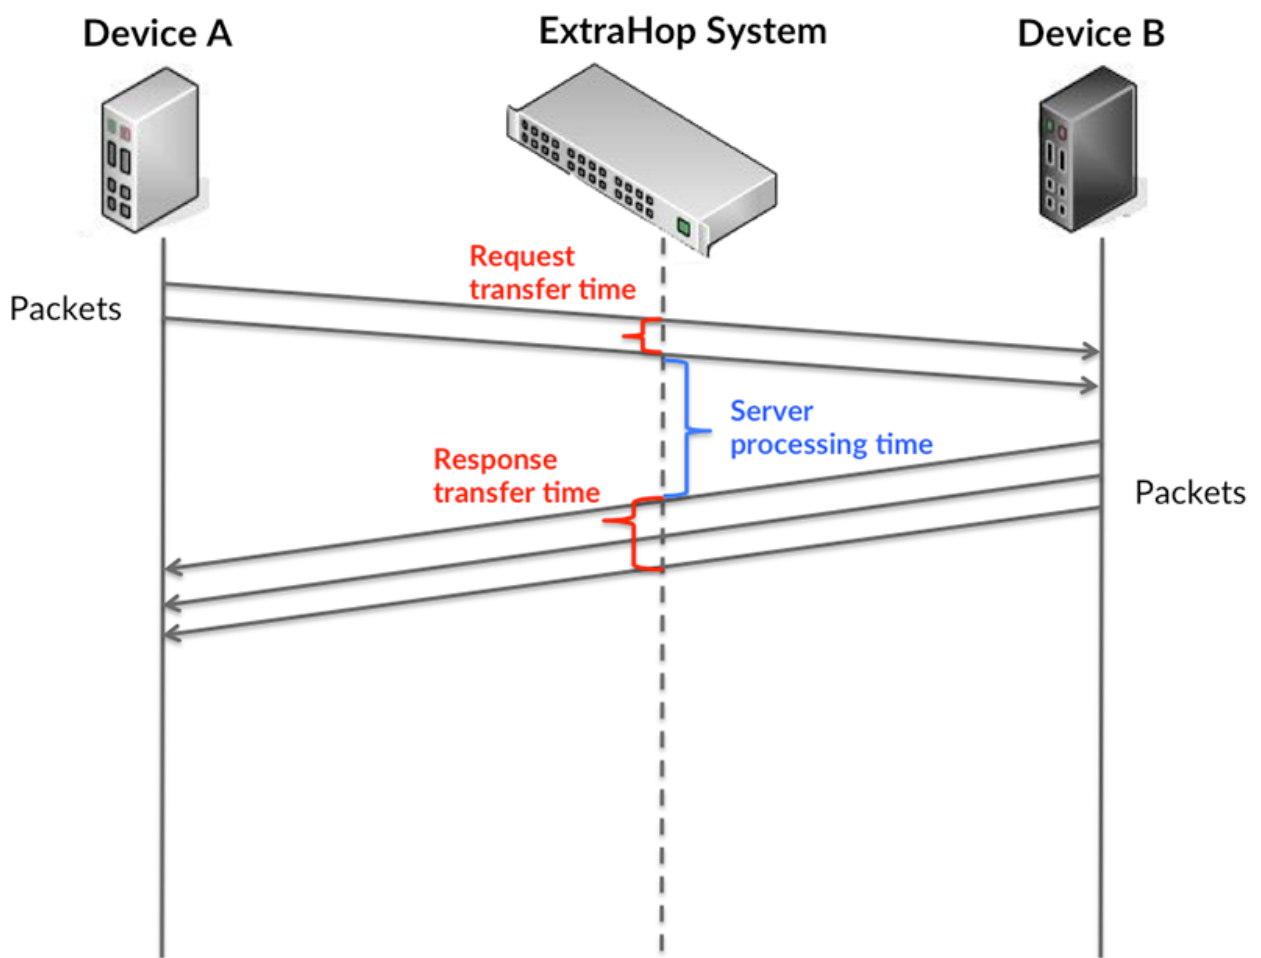 Device A
ExtraHop System
Device B
Request
transfer time
Packets
Server
processing time
Response
transfer time
Packets